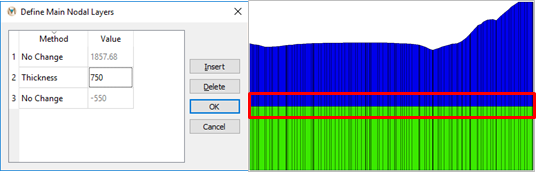 Define Main Nodal Layers
Method Value
1 No Change 1857.68
2 Thickness 750
3 No Change -550
Insert
Delete
OK
Cancel